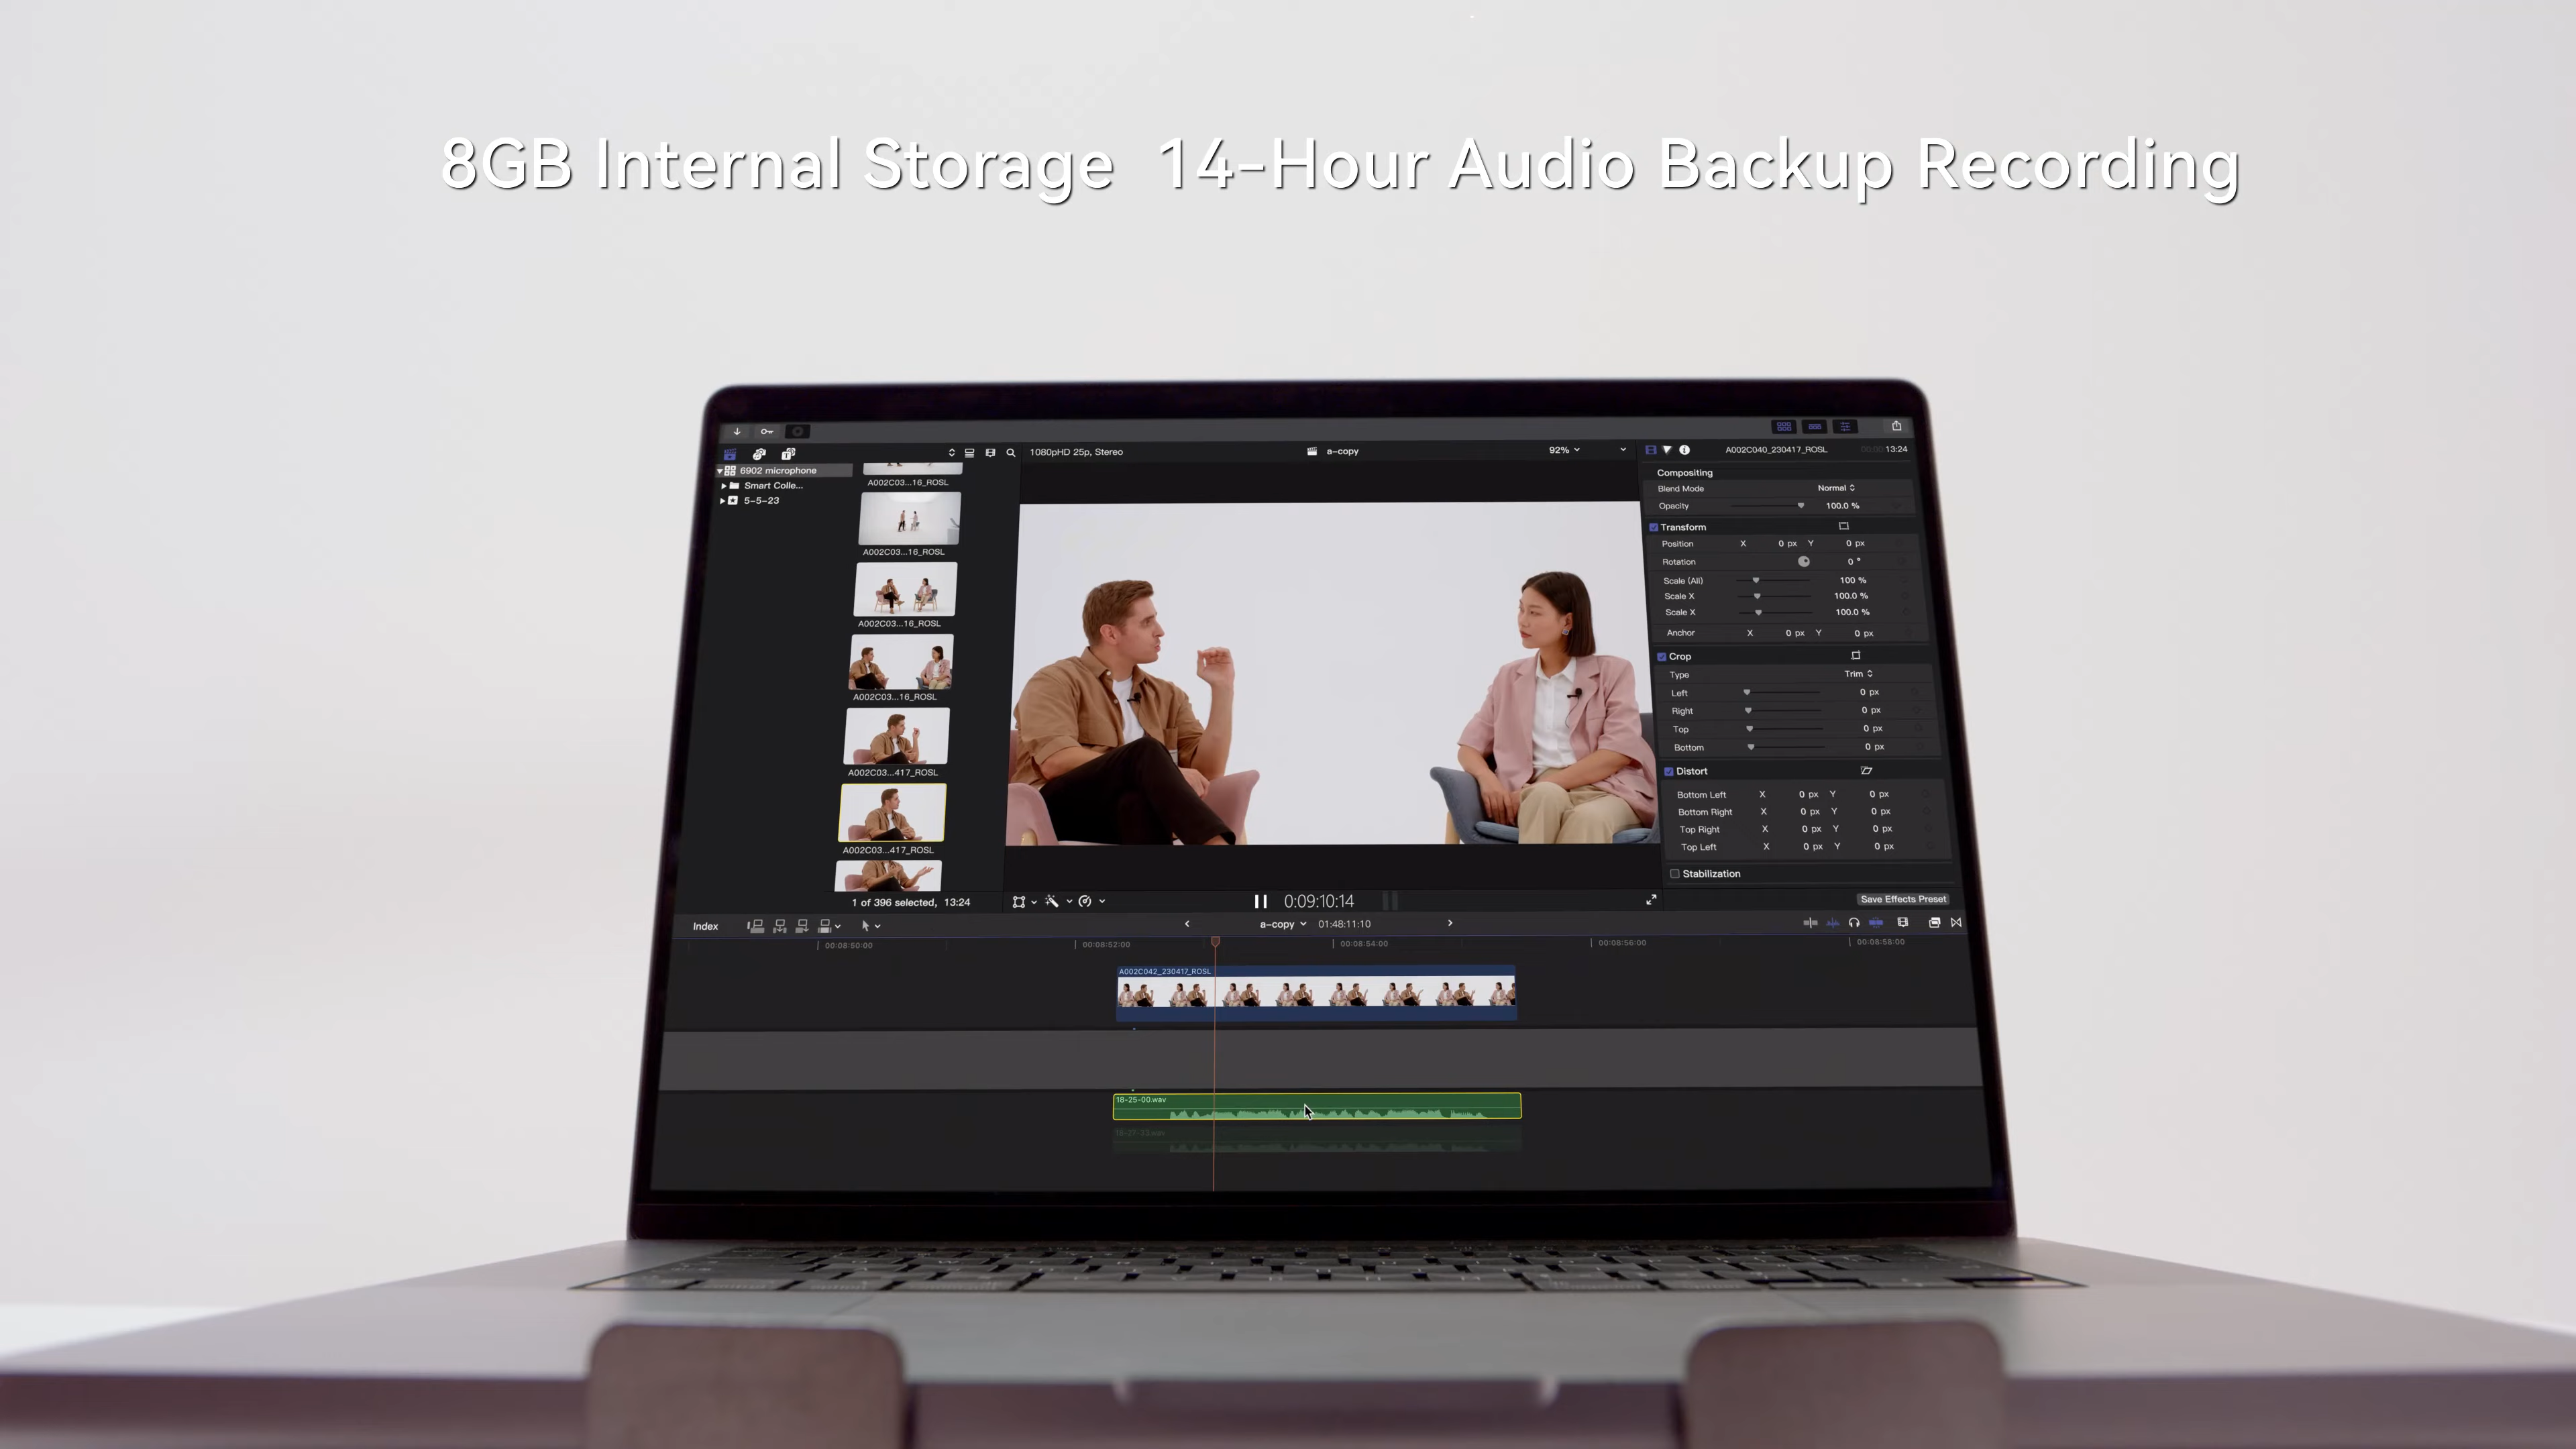 8GB Internal Storage 14-Hour Audio Backup Recording
6902 microphone
Smart Colle...
5-5-23
A002C03...16_ROSL
A002C03...16_ROSL
A002C03...16_ROSL
A002C03...16_ROSL
A002C03...417_ROSL
A002C03...417_ROSL
1 of 396 selected, 13:24
1080pHD 25p, Stereo
a-copy
92%
0:09:10:14
A002C040_230417_ROSL 00:00:13:24
Compositing
Blend Mode Normal
Opacity 100.0 %
Transform
Position X 0 px Y 0 px
Rotation 0 °
Scale (All) 100 %
Scale X 100.0 %
Scale X 100.0 %
Anchor X 0 px Y 0 px
Crop
Type Trim
Left 0 px
Right 0 px
Top 0 px
Bottom 0 px
Distort
Bottom Left X 0 px Y 0 px
Bottom Right X 0 px Y 0 px
Top Right X 0 px Y 0 px
Top Left X 0 px Y 0 px
Stabilization
Save Effects Preset
Index
a-copy 01:48:11:10
00:08:50:00 00:08:52:00 00:08:54:00 00:08:56:00 00:08:58:00
A002C042_230417_ROSL
18-25-00.wav